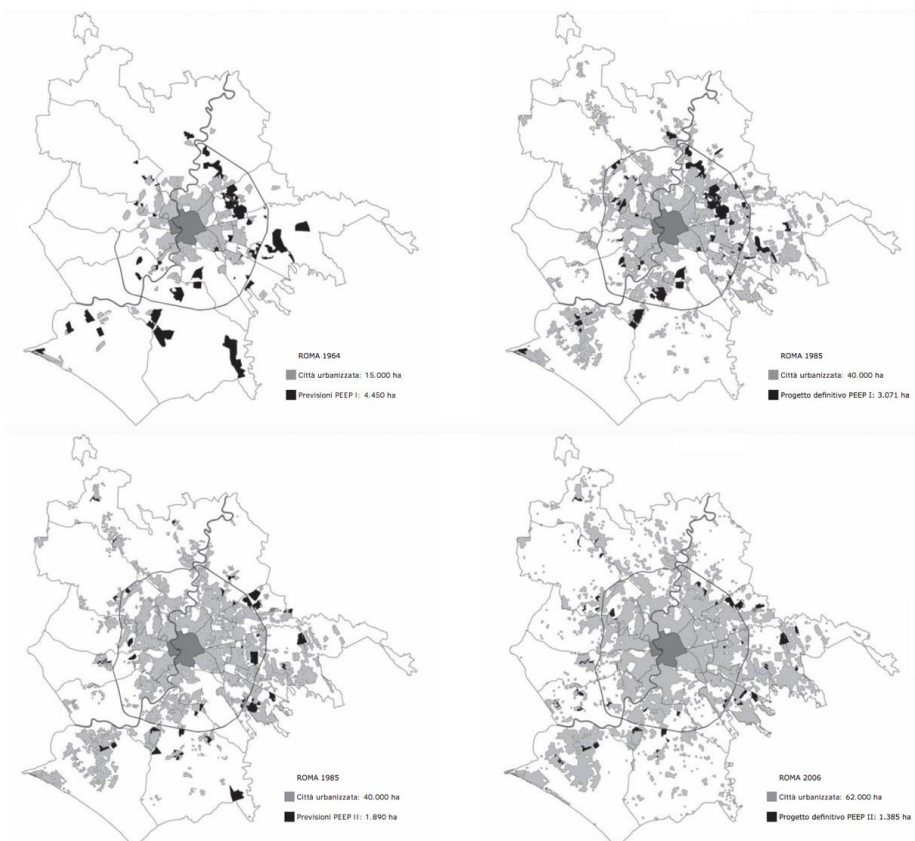 ROMA 1964
Città urbanizzata: 15.000 ha
Previsioni PEEP I: 4.450 ha
ROMA 1985
Città urbanizzata: 40.000 ha
Progetto definitivo PEEP I: 3.071 ha
ROMA 1985
Città urbanizzata: 40.000 ha
Previsioni PEEP II: 1.890 ha
ROMA 2006
Città urbanizzata: 62.000 ha
Progetto definitivo PEEP II: 1.385 ha